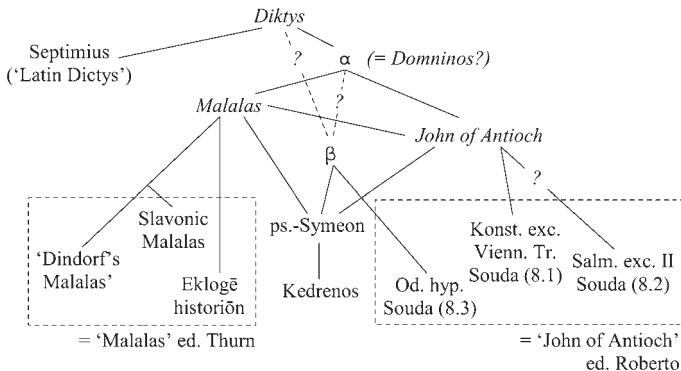 Diktys
Septimius
('Latin Dictys')
?
α (= Domninos?)
Malalas
?
John of Antioch
β
?
Slavonic
Malalas
ps.-Symeon
Konst. exc.
Vienn. Tr.
Souda (8.1)
'Dindorf's
Malalas'
Eklogē
historiōn
Kedrenos
Od. hyp.
Souda (8.3)
Salm. exc. II
Souda (8.2)
= 'Malalas' ed. Thurn
= 'John of Antioch'
ed. Roberto